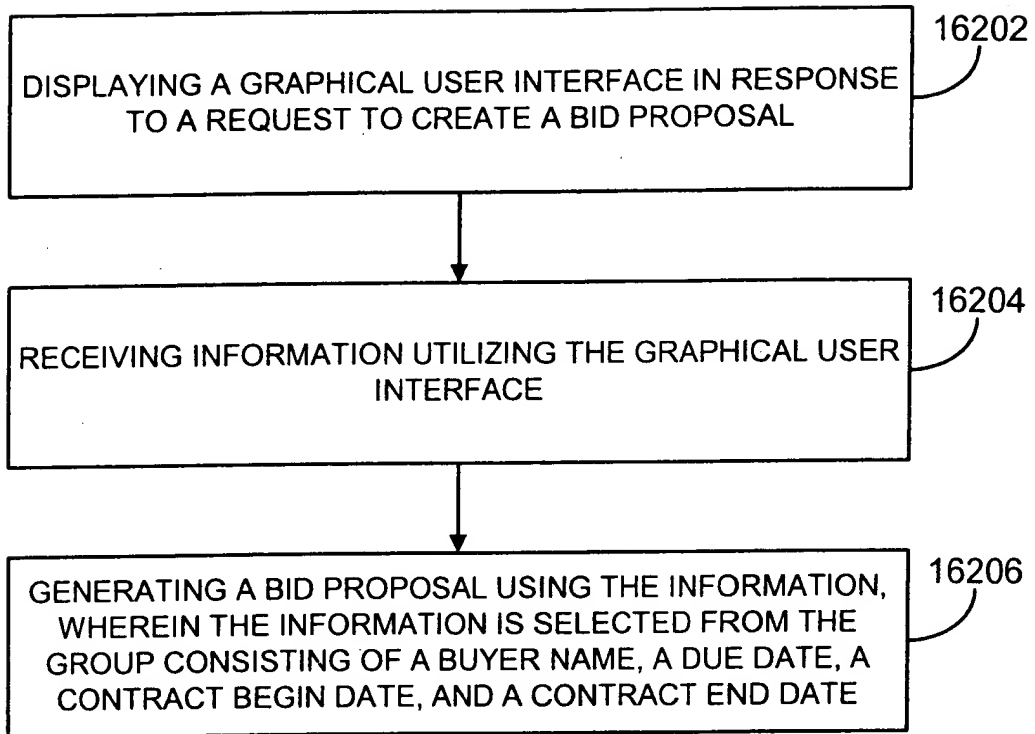 16202
DISPLAYING A GRAPHICAL USER INTERFACE IN RESPONSE
TO A REQUEST TO CREATE A BID PROPOSAL
16204
RECEIVING INFORMATION UTILIZING THE GRAPHICAL USER
INTERFACE
16206
GENERATING A BID PROPOSAL USING THE INFORMATION,
WHEREIN THE INFORMATION IS SELECTED FROM THE
GROUP CONSISTING OF A BUYER NAME, A DUE DATE, A
CONTRACT BEGIN DATE, AND A CONTRACT END DATE